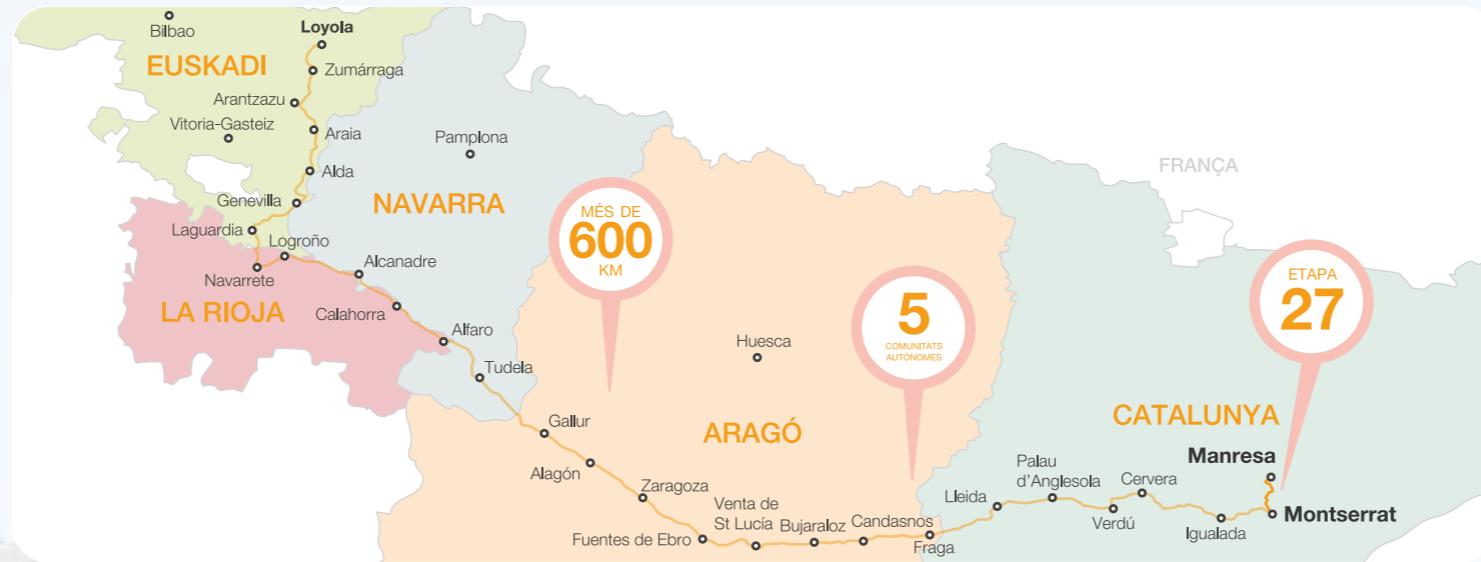 Bilbao
Loyola
EUSKADI
Zumárraga
Arantzazu
Vitoria-Gasteiz
Araia
Pamplona
Alda
FRANÇA
Genevilla
NAVARRA
MÉS DE
600
KM
Laguardia
Logroño
Navarrete
Alcanadre
ETAPA
27
LA RIOJA
Calahorra
5
COMUNITATS
AUTÒNOMES
Alfaro
Huesca
Tudela
Gallur
ARAGÓ
CATALUNYA
Alagón
Manresa
Zaragoza
Palau
d'Anglesola
Cervera
Lleida
Venta de
St Lucía
Bujaraloz
Candasnos
Verdú
Montserrat
Igualada
Fuentes de Ebro
Fraga